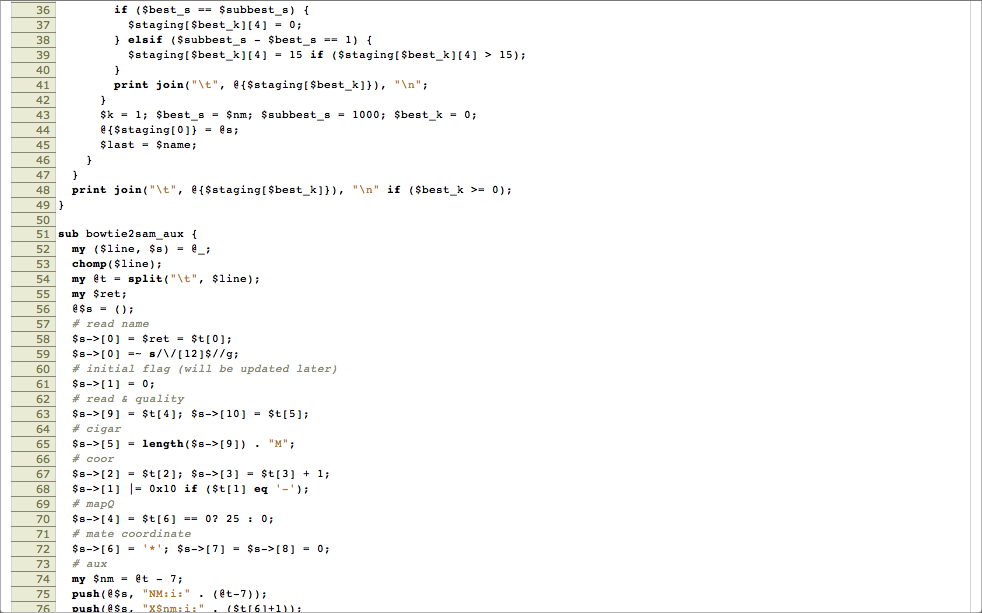 36 if ($best_s == $subbest_s) {
37 $staging[$best_k][4] = 0;
38 } elsif ($subbest_s - $best_s == 1) {
39 $staging[$best_k][4] = 15 if ($staging[$best_k][4] > 15);
40 }
41 print join("\t", @{$staging[$best_k]}), "\n";
42 }
43 $k = 1; $best_s = $nm; $subbest_s = 1000; $best_k = 0;
44 @{$staging[0]} = @s;
45 $last = $name;
46 }
47 }
48 print join("\t", @{$staging[$best_k]}), "\n" if ($best_k >= 0);
49 }
50
51 sub bowtie2sam_aux {
52 my ($line, $s) = @_;
53 chomp($line);
54 my @t = split("\t", $line);
55 my $ret;
56 @$s = ();
57 # read name
58 $s->[0] = $ret = $t[0];
59 $s->[0] =~ s/\/[12]$//g;
60 # initial flag (will be updated later)
61 $s->[1] = 0;
62 # read & quality
63 $s->[9] = $t[4]; $s->[10] = $t[5];
64 # cigar
65 $s->[5] = length($s->[9]) . "M";
66 # coor
67 $s->[2] = $t[2]; $s->[3] = $t[3] + 1;
68 $s->[1] |= 0x10 if ($t[1] eq '-');
69 # mapQ
70 $s->[4] = $t[6] == 0? 25 : 0;
71 # mate coordinate
72 $s->[6] = '*'; $s->[7] = $s->[8] = 0;
73 # aux
74 my $nm = @t - 7;
75 push(@$s, "NM:i:" . (@t-7));
76 push(@$s, "X$nm:i:" . ($t[6]+1));